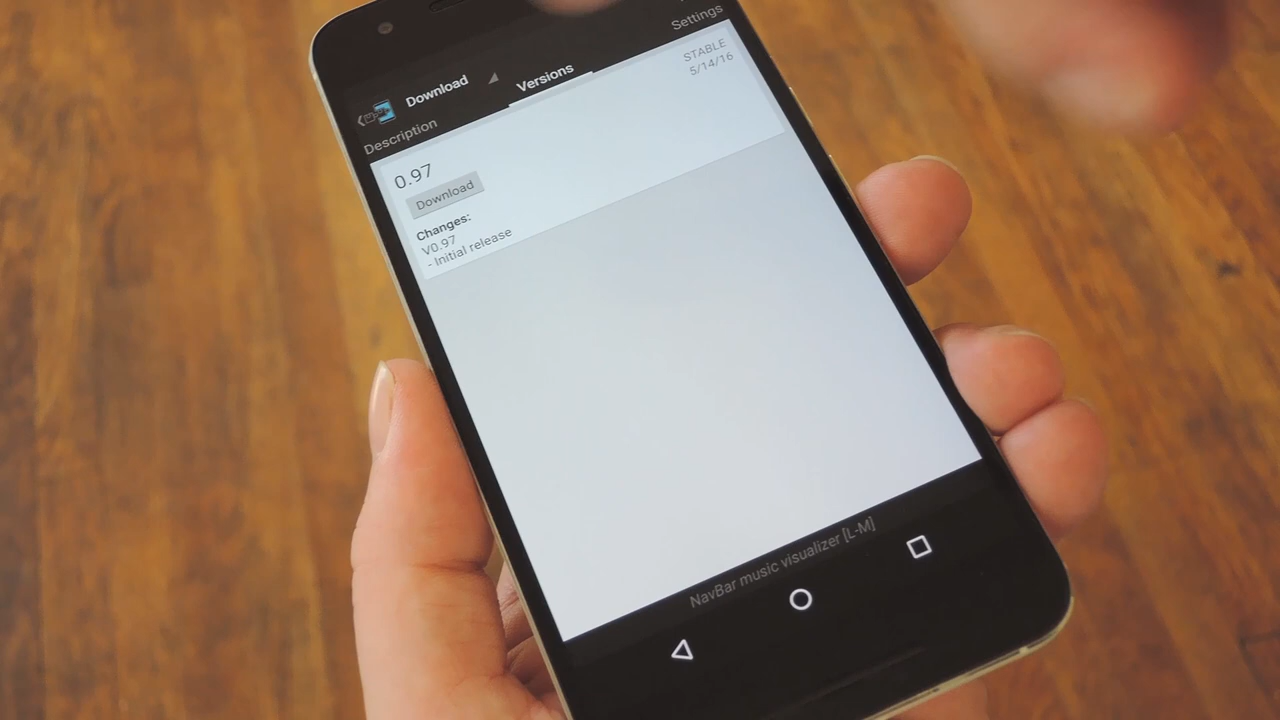 Download
Description
Versions
Settings
0.97
STABLE
5/14/16
Download
Changes:
V0.97
- Initial release
NavBar music visualizer [L-M]